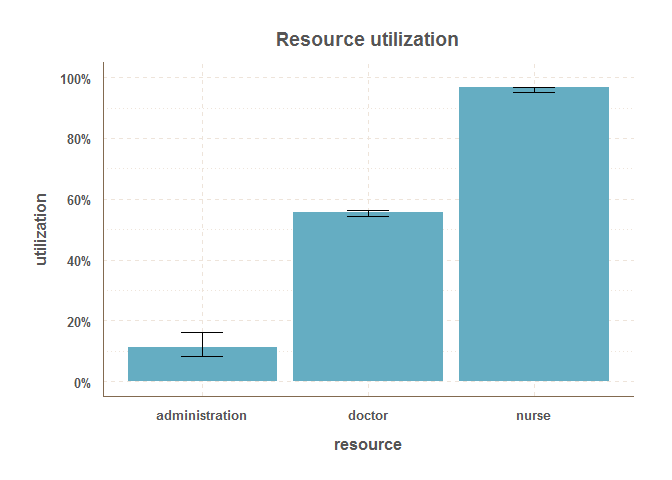 Resource utilization
100%
80%
60%
40%
20%
0%
utilization
administration doctor nurse
resource